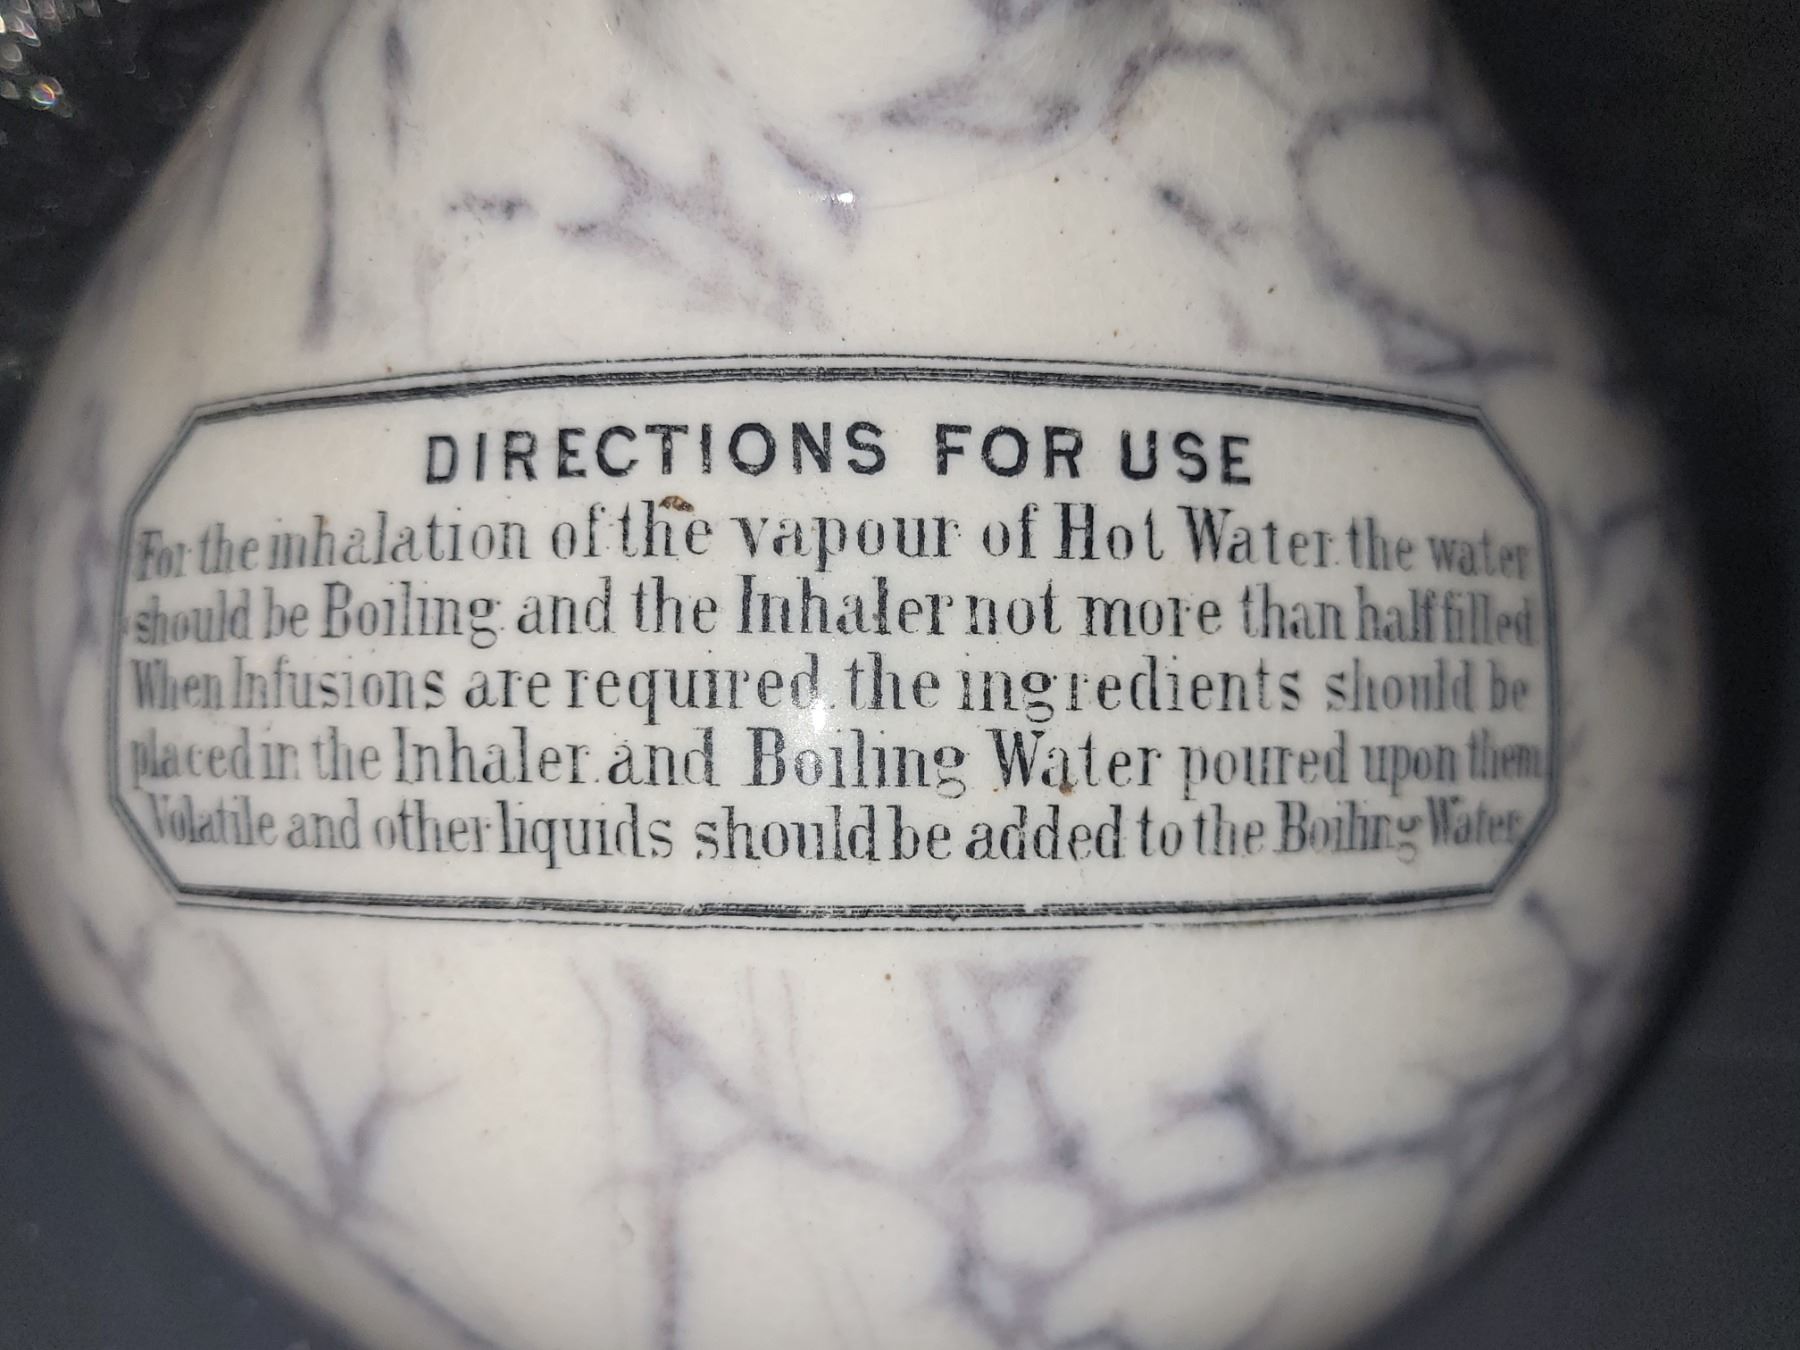 DIRECTIONS FOR USE
For the inhalation of the vapour of Hot Water. the water
should be Boiling and the Inhaler not more than half filled
When Infusions are required. the ingredients should be
placed in the Inhaler. and Boiling Water poured upon them
Volatile and other liquids should be added to the Boiling Water.